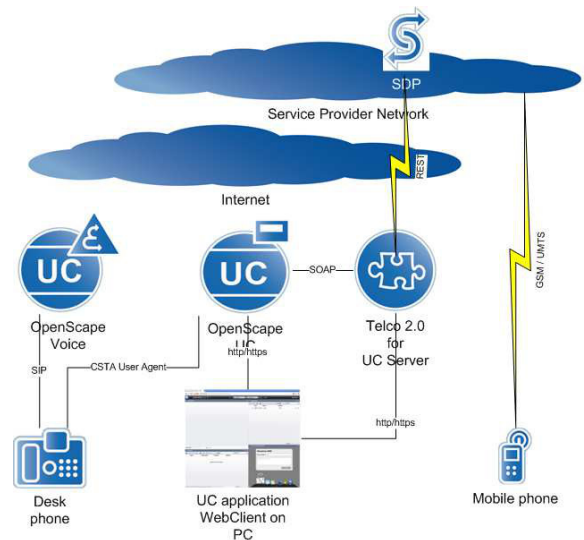 SDP
Service Provider Network
REST
Internet
GSM / UMTS
UC
UC
SOAP
OpenScape
Voice
OpenScape
UC
Telco 2.0
for
UC Server
http/https
SIP
CSTA User Agent
http/https
Desk
phone
UC application
WebClient on
PC
Mobile phone